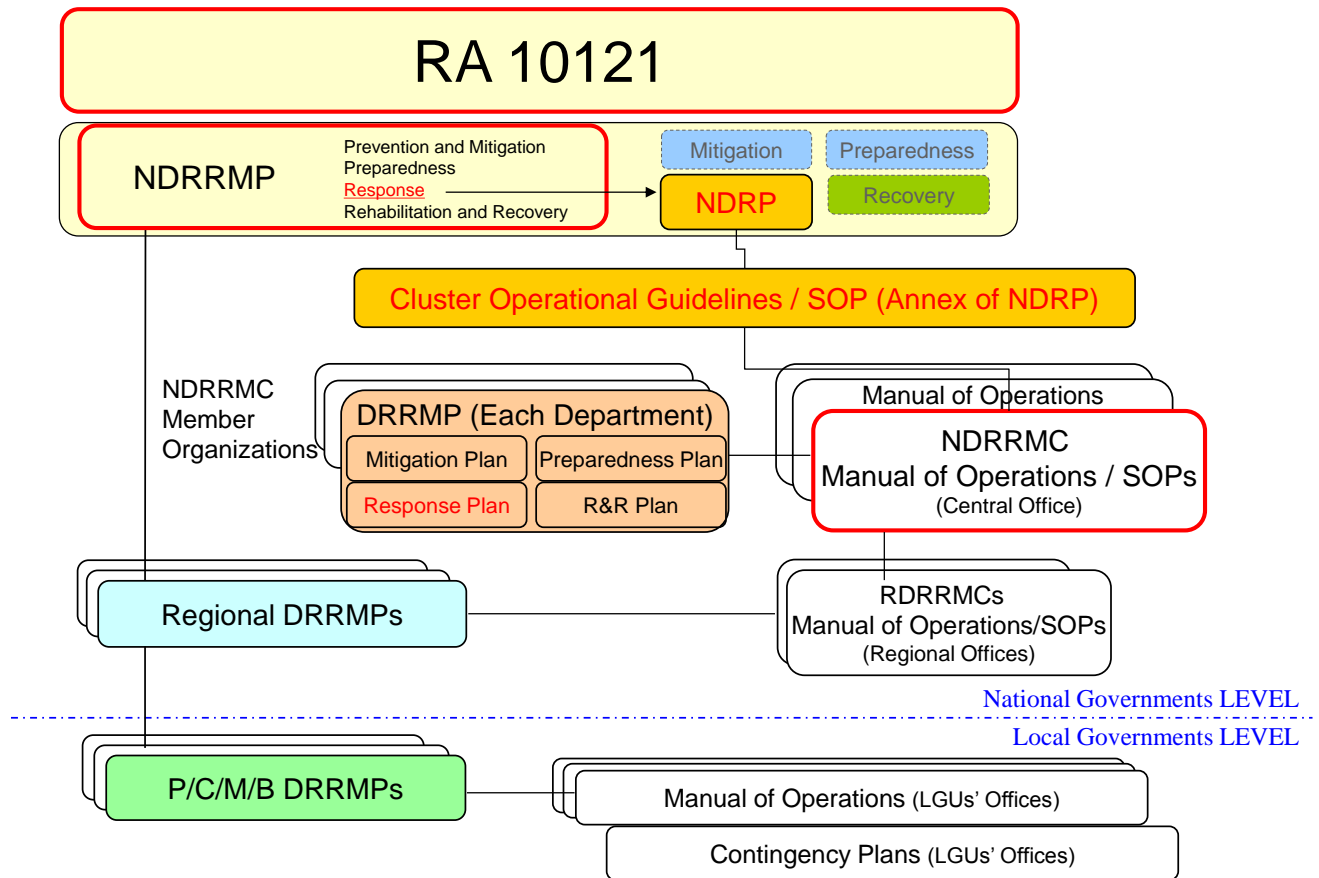 RA 10121
NDRRMP
Prevention and Mitigation
Preparedness
Response
Rehabilitation and Recovery
Mitigation
Preparedness
NDRP
Recovery
Cluster Operational Guidelines / SOP (Annex of NDRP)
NDRRMC
Member
Organizations
DRRMP (Each Department)
Mitigation Plan
Preparedness Plan
Response Plan
R&R Plan
Manual of Operations
NDRRMC
Manual of Operations / SOPs
(Central Office)
Regional DRRMPs
RDRRMCs
Manual of Operations/SOPs
(Regional Offices)
National Governments LEVEL
Local Governments LEVEL
P/C/M/B DRRMPs
Manual of Operations (LGUs’ Offices)
Contingency Plans (LGUs’ Offices)